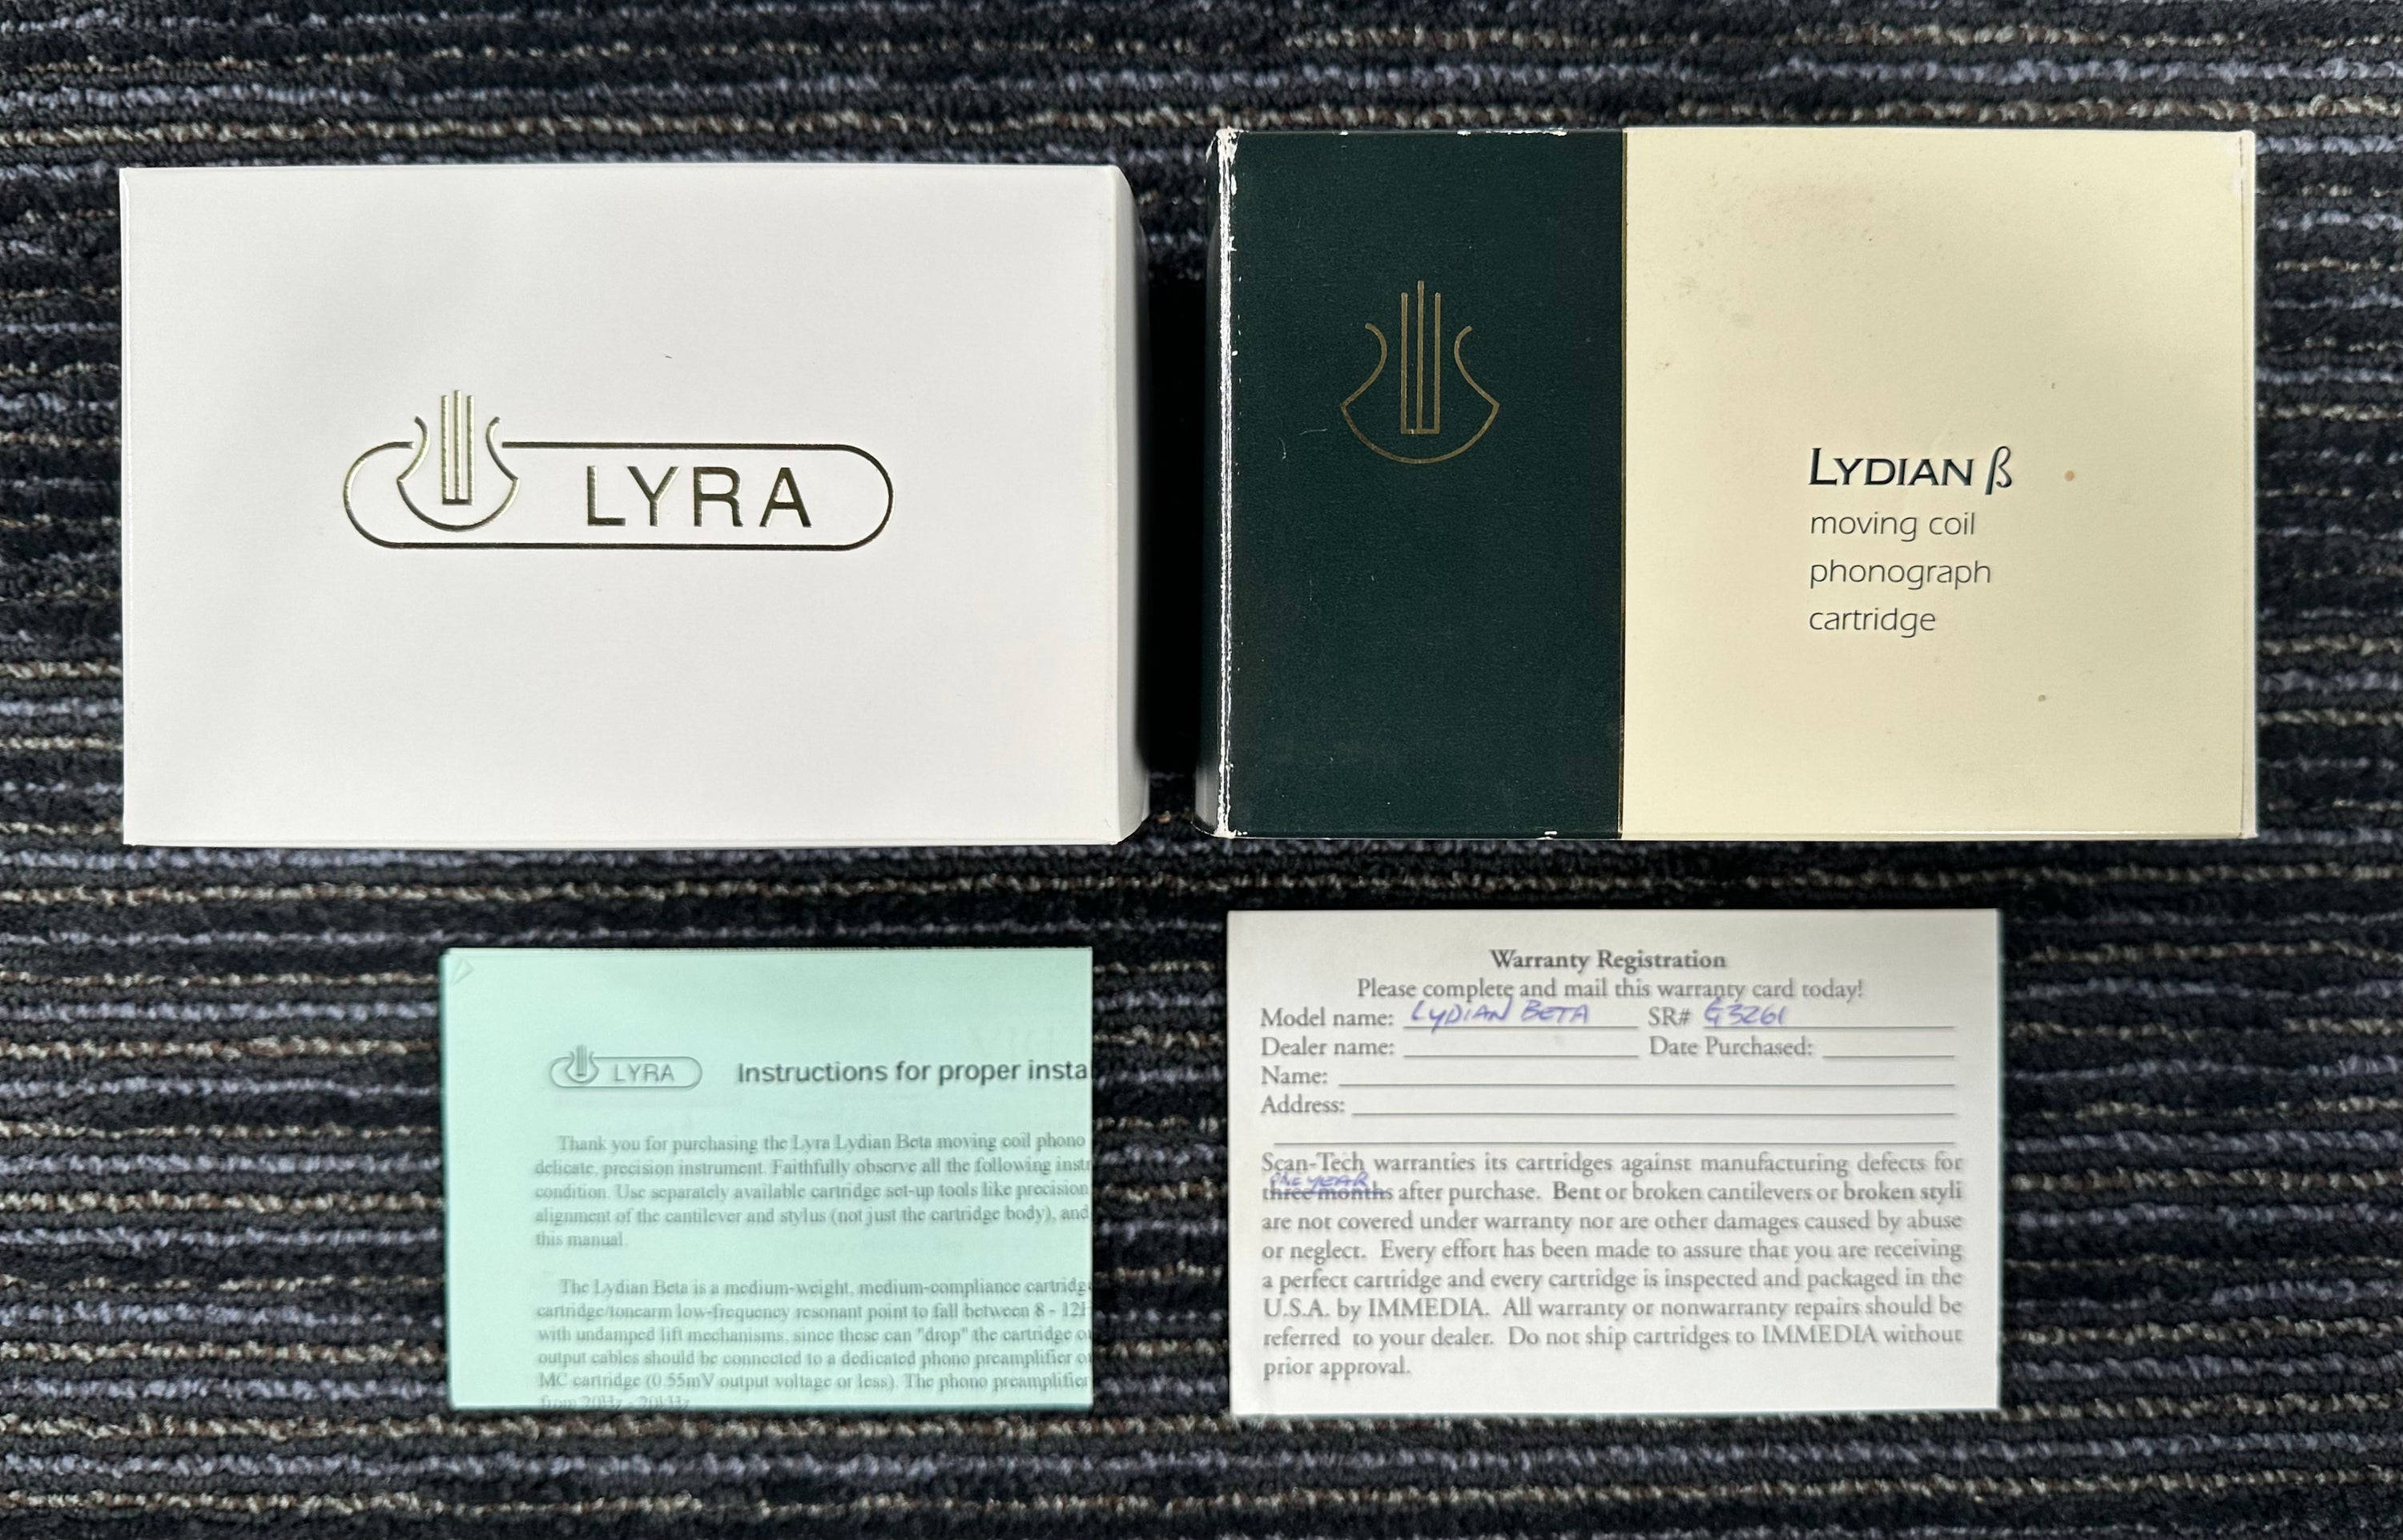 LYRA
LYDIAN β
moving coil
phonograph
cartridge
LYRA Instructions for proper insta
Thank you for purchasing the Lyra Lydian Beta moving coil phono
delicate, precision instrument. Faithfully observe all the following instr
condition. Use separately available cartridge set-up tools like precision
alignment of the cantilever and stylus (not just the cartridge body), and
this manual.
The Lydian Beta is a medium-weight, medium-compliance cartridge
cartridge/tonearm low-frequency resonant point to fall between 8 - 12H
with undamped lift mechanisms, since these can "drop" the cartridge o
output cables should be connected to a dedicated phono preamplifier o
MC cartridge (0.55mV output voltage or less). The phono preamplifier
from 20Hz - 20kHz
Warranty Registration
Please complete and mail this warranty card today!
Model name: LYDIAN BETA SR# G3261
Dealer name: Date Purchased:
Name:
Address:
Scan-Tech warranties its cartridges against manufacturing defects for
ONE YEAR
three months after purchase. Bent or broken cantilevers or broken styli
are not covered under warranty nor are other damages caused by abuse
or neglect. Every effort has been made to assure that you are receiving
a perfect cartridge and every cartridge is inspected and packaged in the
U.S.A. by IMMEDIA. All warranty or nonwarranty repairs should be
referred to your dealer. Do not ship cartridges to IMMEDIA without
prior approval.